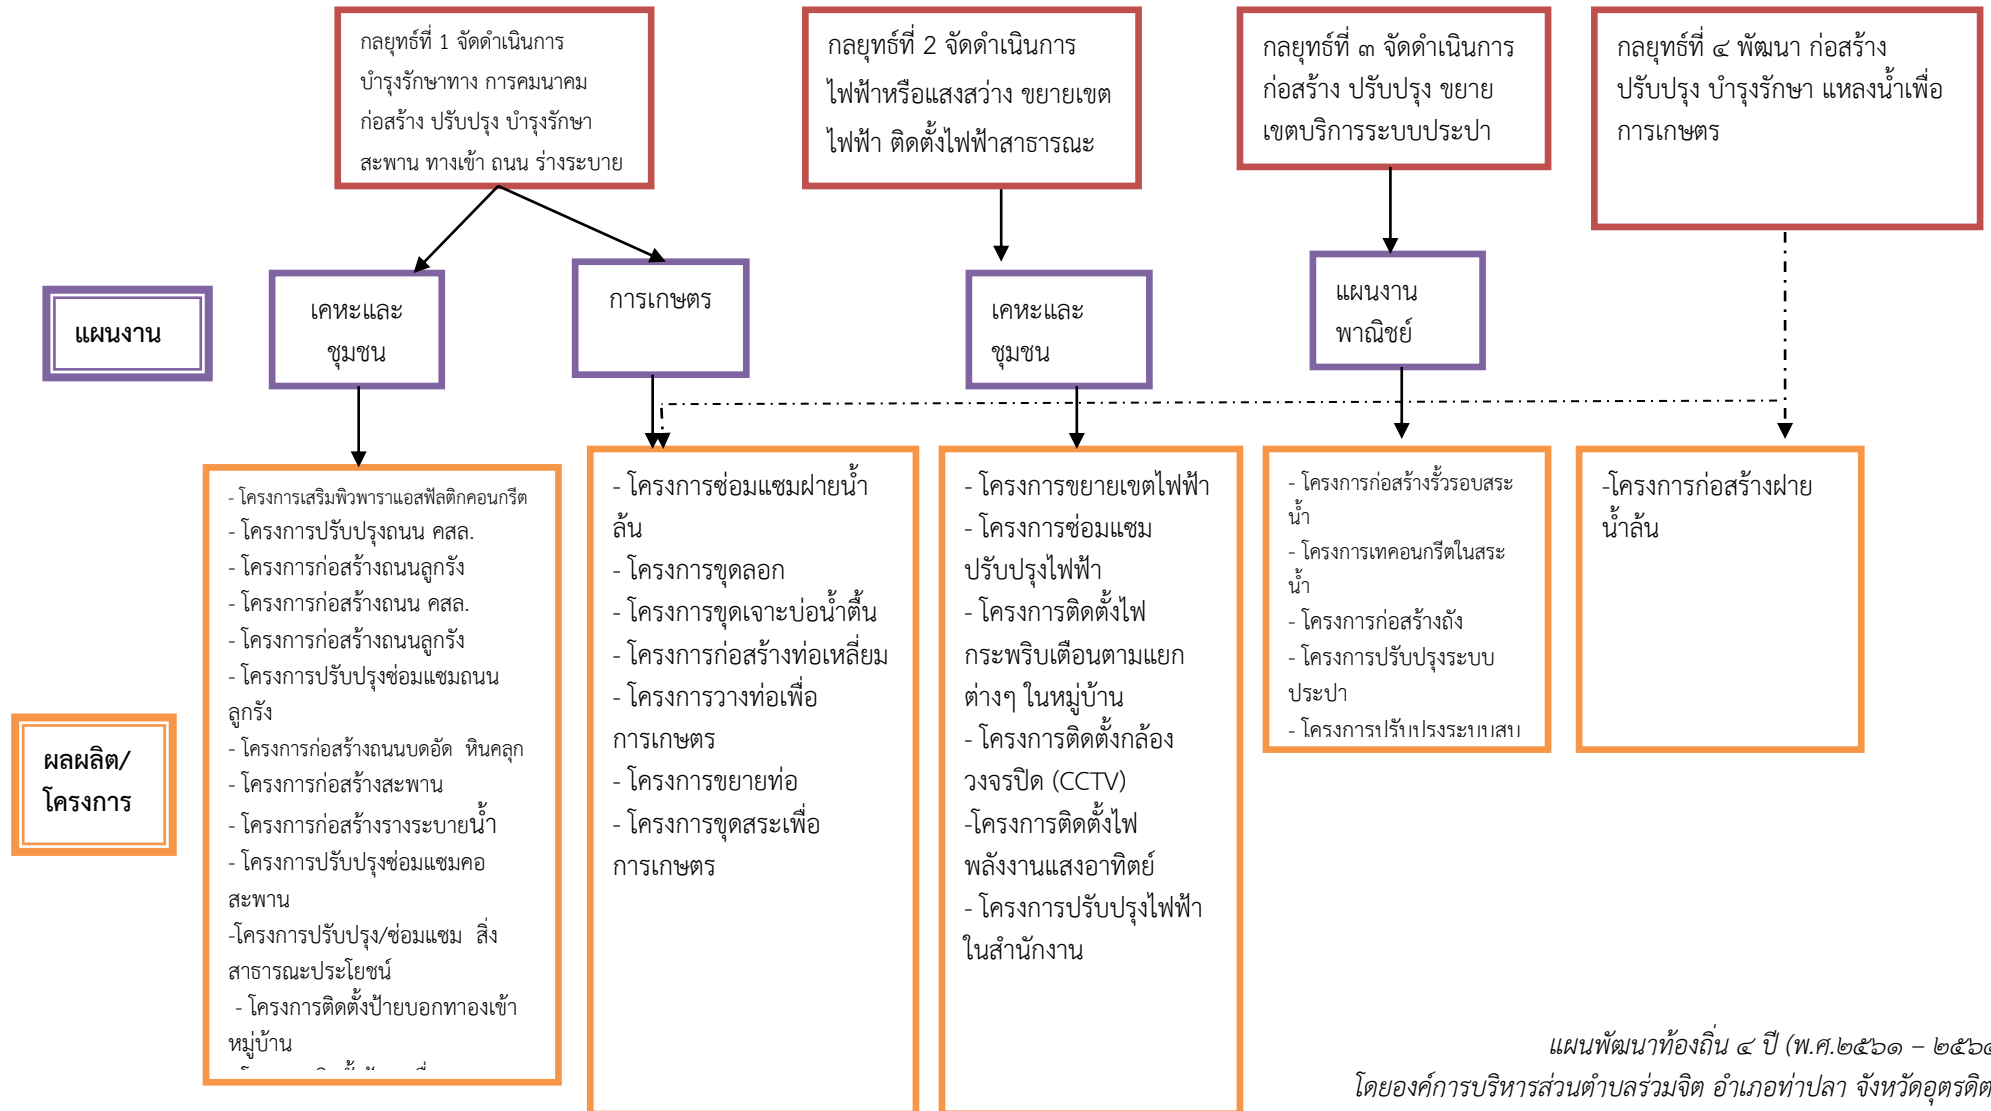 กลยุทธ์ที่ 1 จัดดำเนินการ
บำรุงรักษาทาง การคมนาคม
ก่อสร้าง ปรับปรุง บำรุงรักษา
สะพาน ทางเข้า ถนน ร่างระบาย
กลยุทธ์ที่ 2 จัดดำเนินการ
ไฟฟ้าหรือแสงสว่าง ขยายเขต
ไฟฟ้า ติดตั้งไฟฟ้าสาธารณะ
กลยุทธ์ที่ ๓ จัดดำเนินการ
ก่อสร้าง ปรับปรุง ขยาย
เขตบริการระบบประปา
กลยุทธ์ที่ ๔ พัฒนา ก่อสร้าง
ปรับปรุง บำรุงรักษา แหลงน้ำเพื่อ
การเกษตร
แผนงาน
เคหะและ
ชุมชน
การเกษตร
เคหะและ
ชุมชน
แผนงาน
พาณิชย์
ผลผลิต/
โครงการ
- โครงการเสริมพิวพาราแอสฟัลติกคอนกรีต
- โครงการปรับปรุงถนน คสล.
- โครงการก่อสร้างถนนลูกรัง
- โครงการก่อสร้างถนน คสล.
- โครงการก่อสร้างถนนลูกรัง
- โครงการปรับปรุงซ่อมแซมถนน
ลูกรัง
- โครงการก่อสร้างถนนบดอัด หินคลุก
- โครงการก่อสร้างสะพาน
- โครงการก่อสร้างรางระบายน้ำ
- โครงการปรับปรุงซ่อมแซมคอ
สะพาน
-โครงการปรับปรุง/ซ่อมแซม สิ่ง
สาธารณะประโยชน์
- โครงการติดตั้งป้ายบอกทาองเข้า
หมู่บ้าน
- โครงการซ่อมแซมฝายน้ำ
ล้น
- โครงการขุดลอก
- โครงการขุดเจาะบ่อน้ำตื้น
- โครงการก่อสร้างท่อเหลี่ยม
- โครงการวางท่อเพื่อ
การเกษตร
- โครงการขยายท่อ
- โครงการขุดสระเพื่อ
การเกษตร
- โครงการขยายเขตไฟฟ้า
- โครงการซ่อมแซม
ปรับปรุงไฟฟ้า
- โครงการติดตั้งไฟ
กระพริบเตือนตามแยก
ต่างๆ ในหมู่บ้าน
- โครงการติดตั้งกล้อง
วงจรปิด (CCTV)
-โครงการติดตั้งไฟ
พลังงานแสงอาทิตย์
- โครงการปรับปรุงไฟฟ้า
ในสำนักงาน
- โครงการก่อสร้างรั้วรอบสระ
น้ำ
- โครงการเทคอนกรีตในสระ
น้ำ
- โครงการก่อสร้างถัง
- โครงการปรับปรุงระบบ
ประปา
- โครงการปรับปรุงระบบสูบ
-โครงการก่อสร้างฝาย
น้ำล้น
แผนพัฒนาท้องถิ่น ๔ ปี (พ.ศ.๒๕๖๑ –
โดยองค์การบริหารส่วนตำบลร่วมจิต อำเภอท่าปลา จังหวัดอุตรดิต